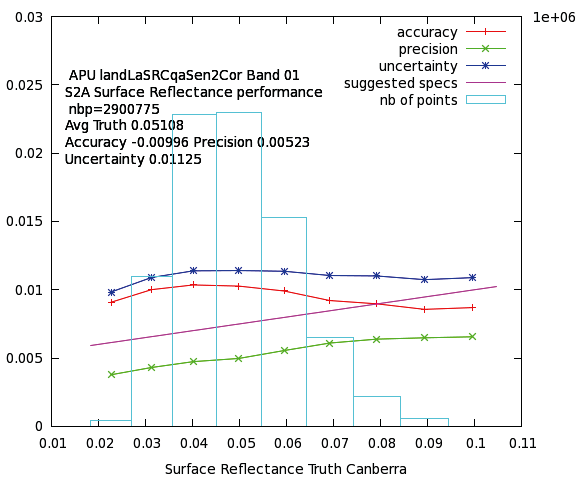 0.03
1e+06
accuracy
precision
uncertainty
suggested specs
nb of points
APU landLaSRCqaSen2Cor Band 01
S2A Surface Reflectance performance
nbp=2900775
Avg Truth 0.05108
Accuracy -0.00996 Precision 0.00523
Uncertainty 0.01125
0.025
0.02
0.015
0.01
0.005
0
0.01 0.02 0.03 0.04 0.05 0.06 0.07 0.08 0.09 0.1 0.11
Surface Reflectance Truth Canberra